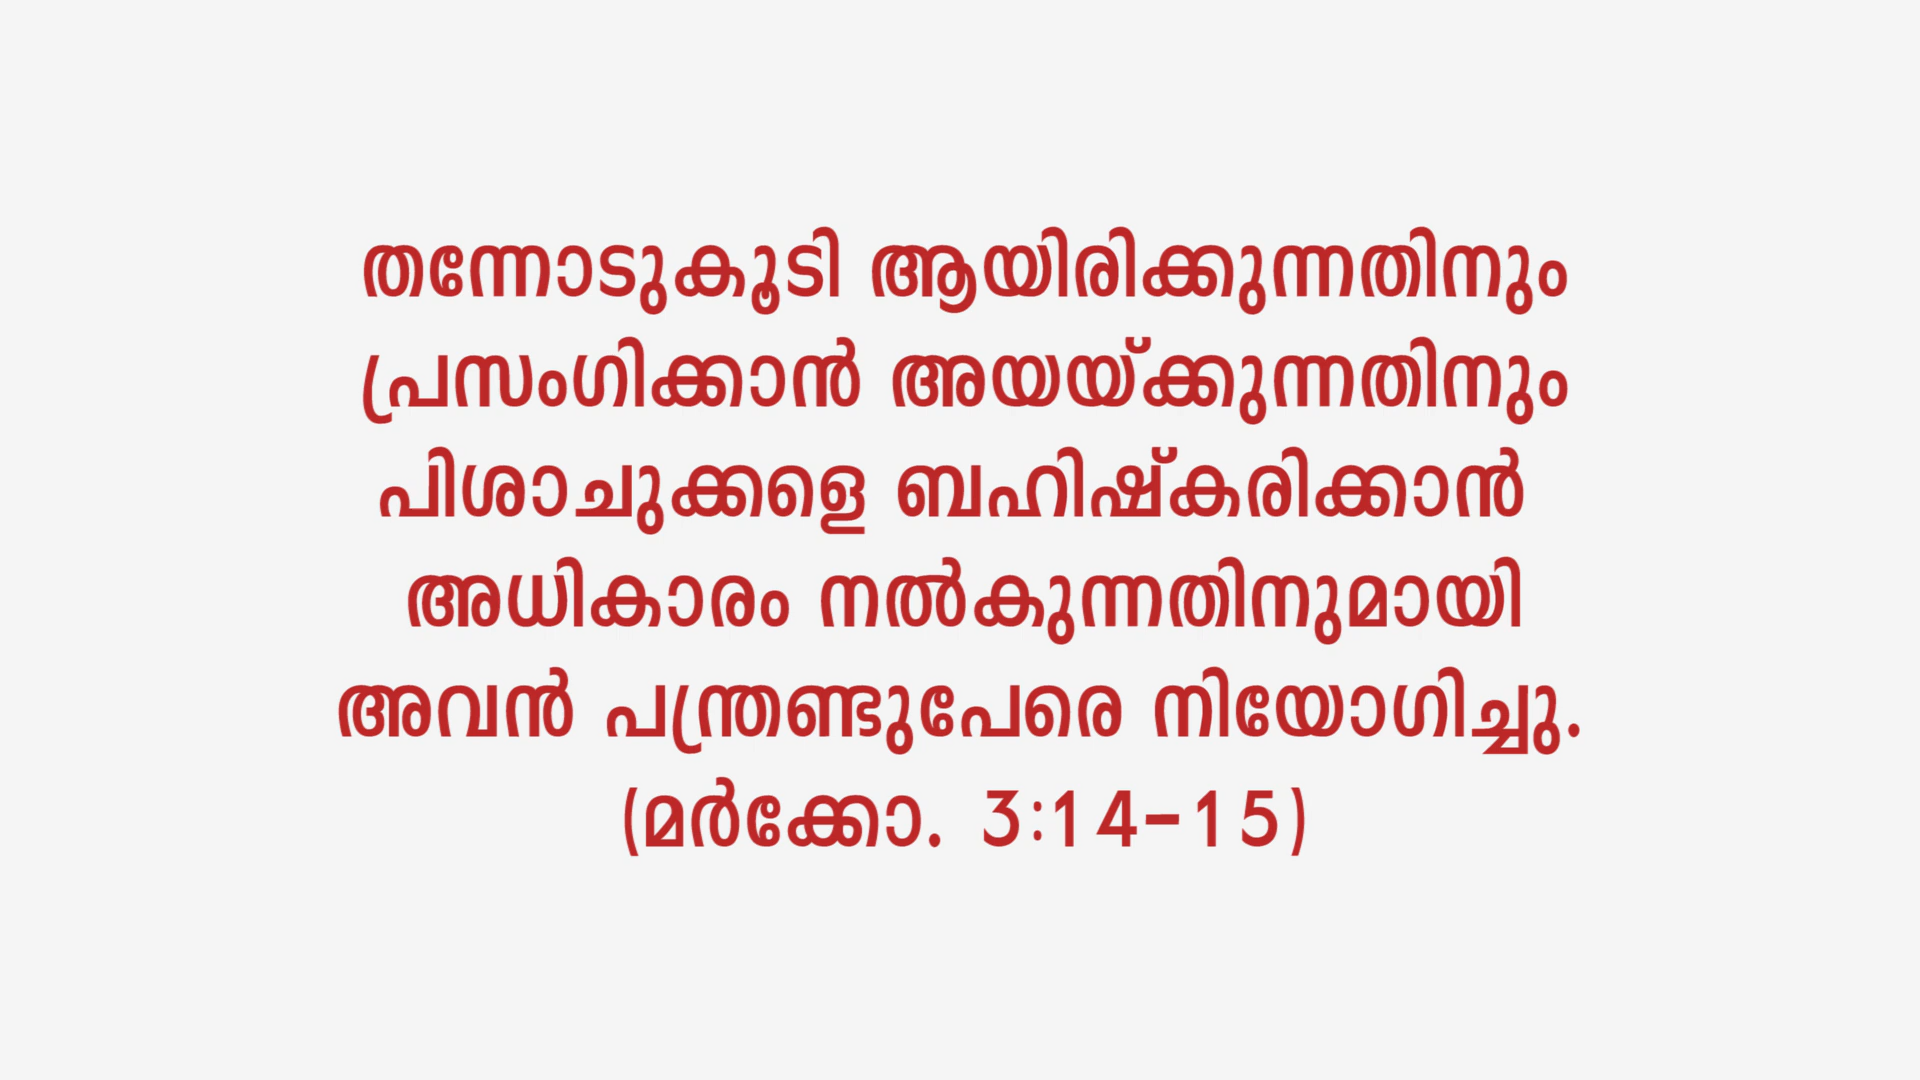 തന്നോടുകൂടി ആയിരിക്കുന്നതിനും
പ്രസംഗിക്കാൻ അയയ്ക്കുന്നതിനും
പിശാചുക്കളെ ബഹിഷ്കരിക്കാൻ
അധികാരം നൽകുന്നതിനുമായി
അവൻ പന്ത്രണ്ടുപേരെ നിയോഗിച്ചു.
(മർക്കോ. 3:14-15)